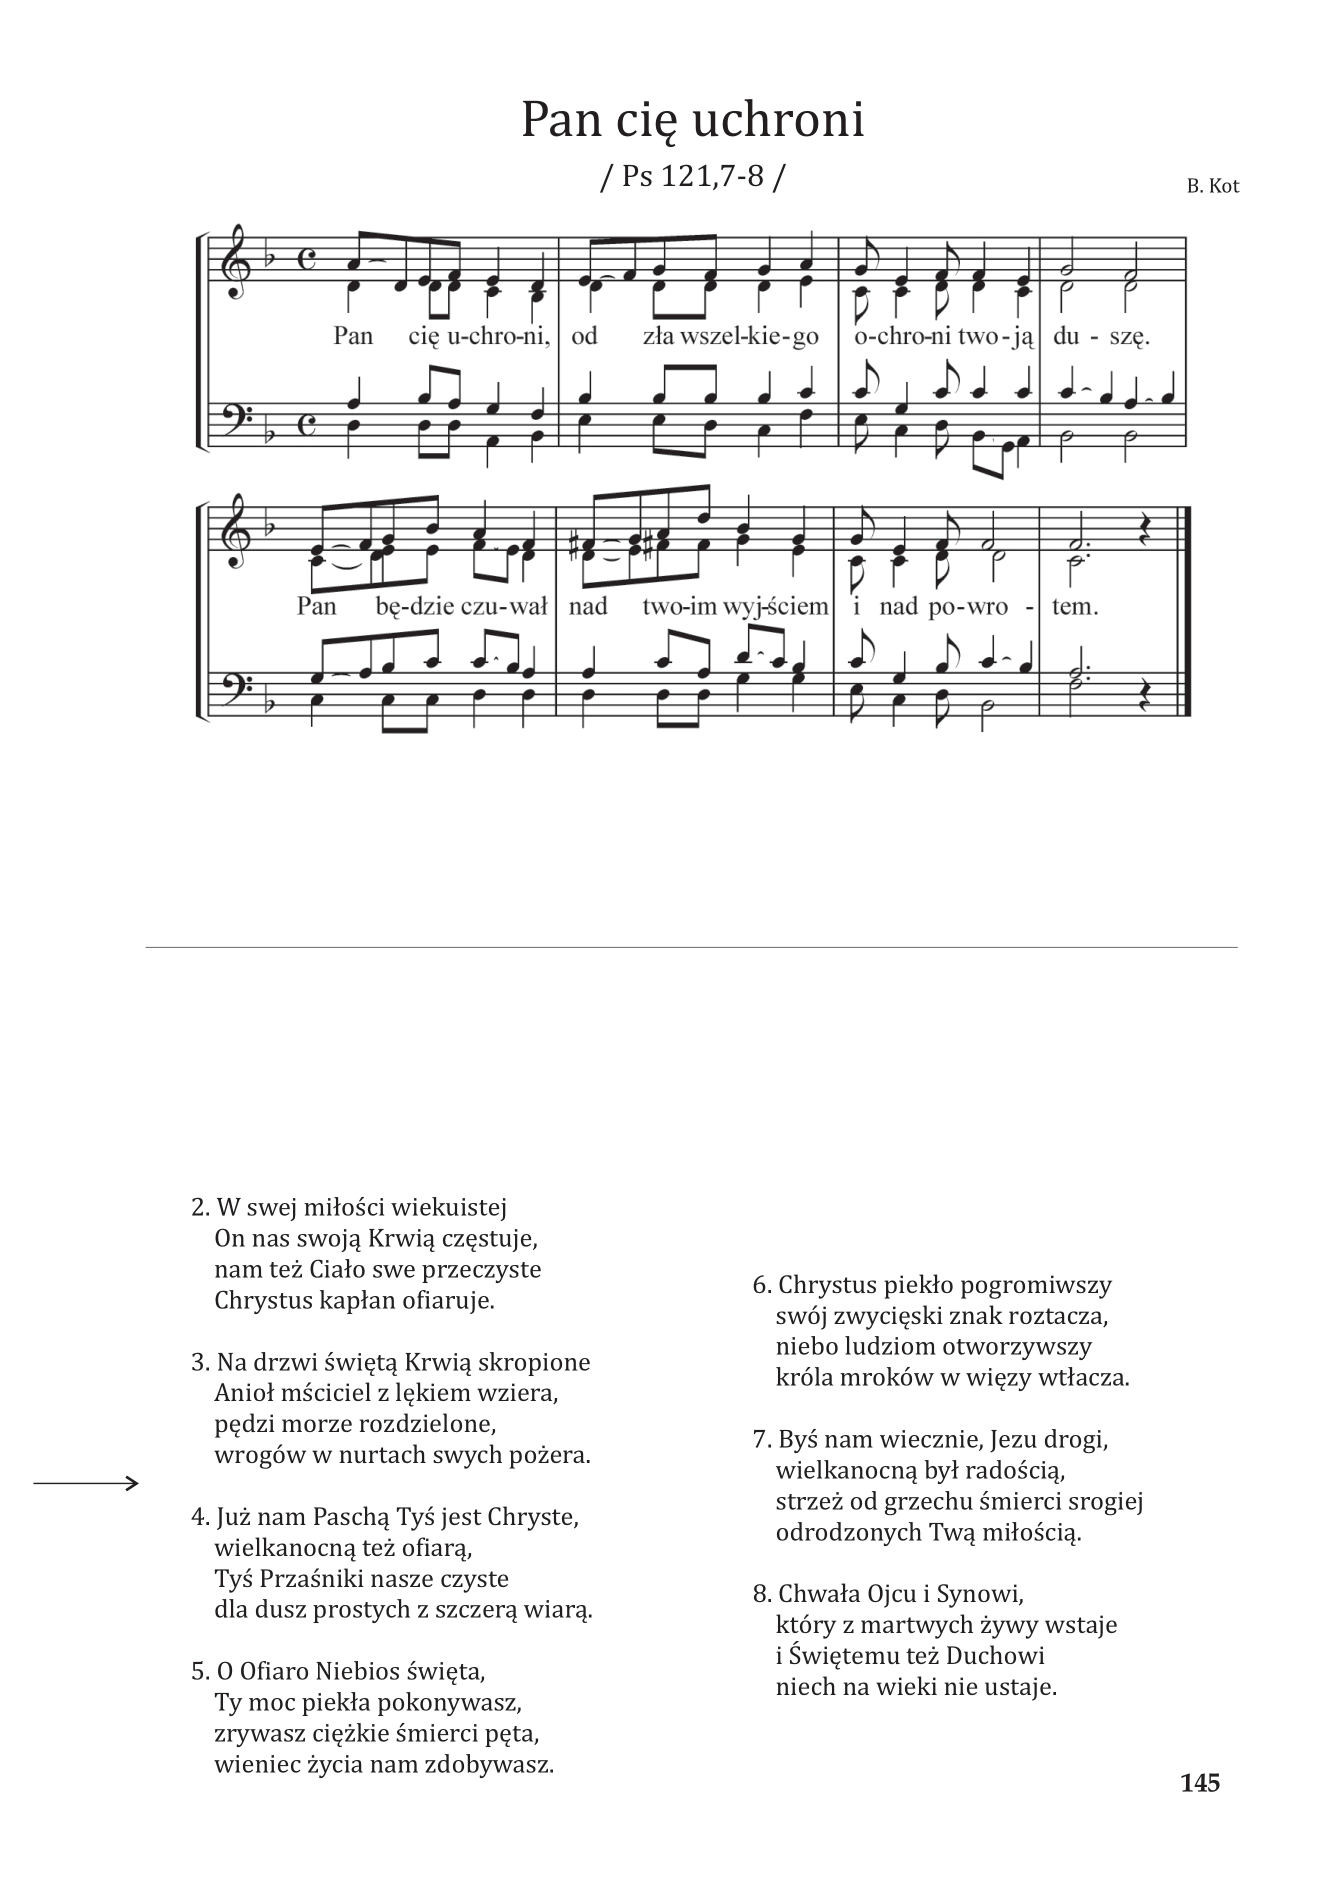 Pan cię uchroni
/ Ps 121,7-8 /
B. Kot
Pan cię u-chro-ni, od zła wszel-kie-go o-chro-ni two-ją du - szę.
Pan bę-dzie czu-wał nad two-im wyj-ściem i nad po-wro - tem.
2. W swej miłości wiekuistej
On nas swoją Krwią częstuje,
nam też Ciało swe przeczyste
Chrystus kapłan ofiaruje.
3. Na drzwi świętą Krwią skropione
Anioł mściciel z lękiem wziera,
pędzi morze rozdzielone,
wrogów w nurtach swych pożera.
4. Już nam Paschą Tyś jest Chryste,
wielkanocną też ofiarą,
Tyś Przaśniki nasze czyste
dla dusz prostych z szczerą wiarą.
5. O Ofiaro Niebios święta,
Ty moc piekła pokonywasz,
zrywasz ciężkie śmierci pęta,
wieniec życia nam zdobywasz.
6. Chrystus piekło pogromiwszy
swój zwycięski znak roztacza,
niebo ludziom otworzywszy
króla mroków w więzy wtłacza.
7. Byś nam wiecznie, Jezu drogi,
wielkanocną był radością,
strzeż od grzechu śmierci srogiej
odrodzonych Twą miłością.
8. Chwała Ojcu i Synowi,
który z martwych żywy wstaje
i Świętemu też Duchowi
niech na wieki nie ustaje.
145